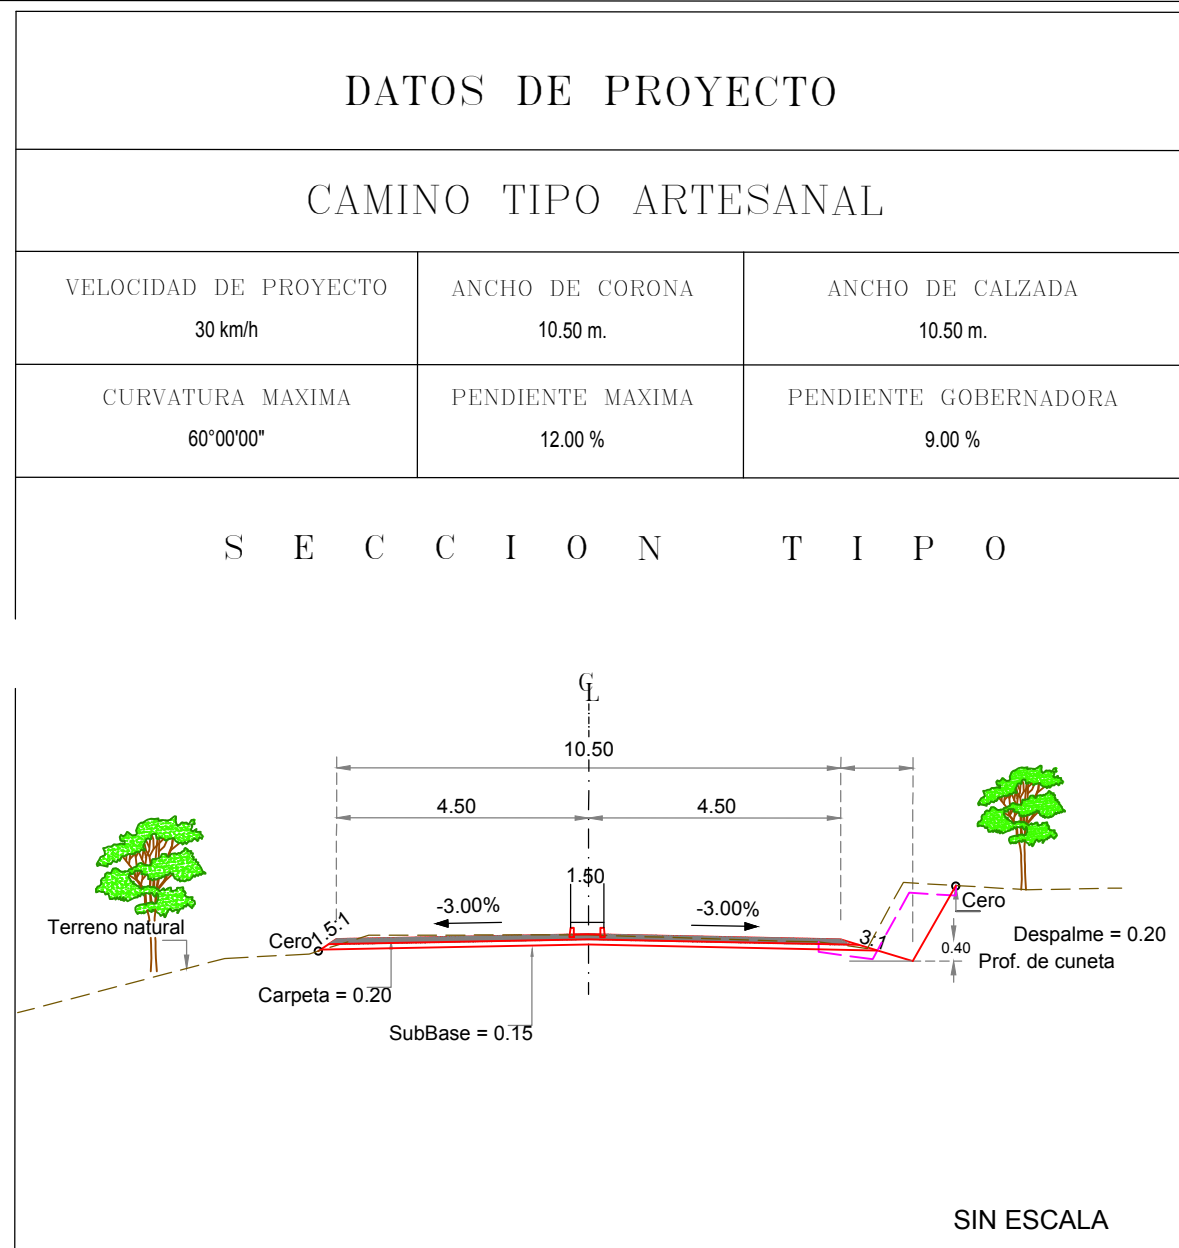 DATOS DE PROYECTO
CAMINO TIPO ARTESANAL
VELOCIDAD DE PROYECTO
30 km/h
ANCHO DE CORONA
10.50 m.
ANCHO DE CALZADA
10.50 m.
CURVATURA MAXIMA
60°00'00"
PENDIENTE MAXIMA
12.00 %
PENDIENTE GOBERNADORA
9.00 %
SECCION TIPO
CL
10.50
4.50
4.50
1.50
-3.00%
-3.00%
Terreno natural
Cero
1.5:1
3:1
Cero
Despalme = 0.20
0.40
Prof. de cuneta
Carpeta = 0.20
SubBase = 0.15
SIN ESCALA